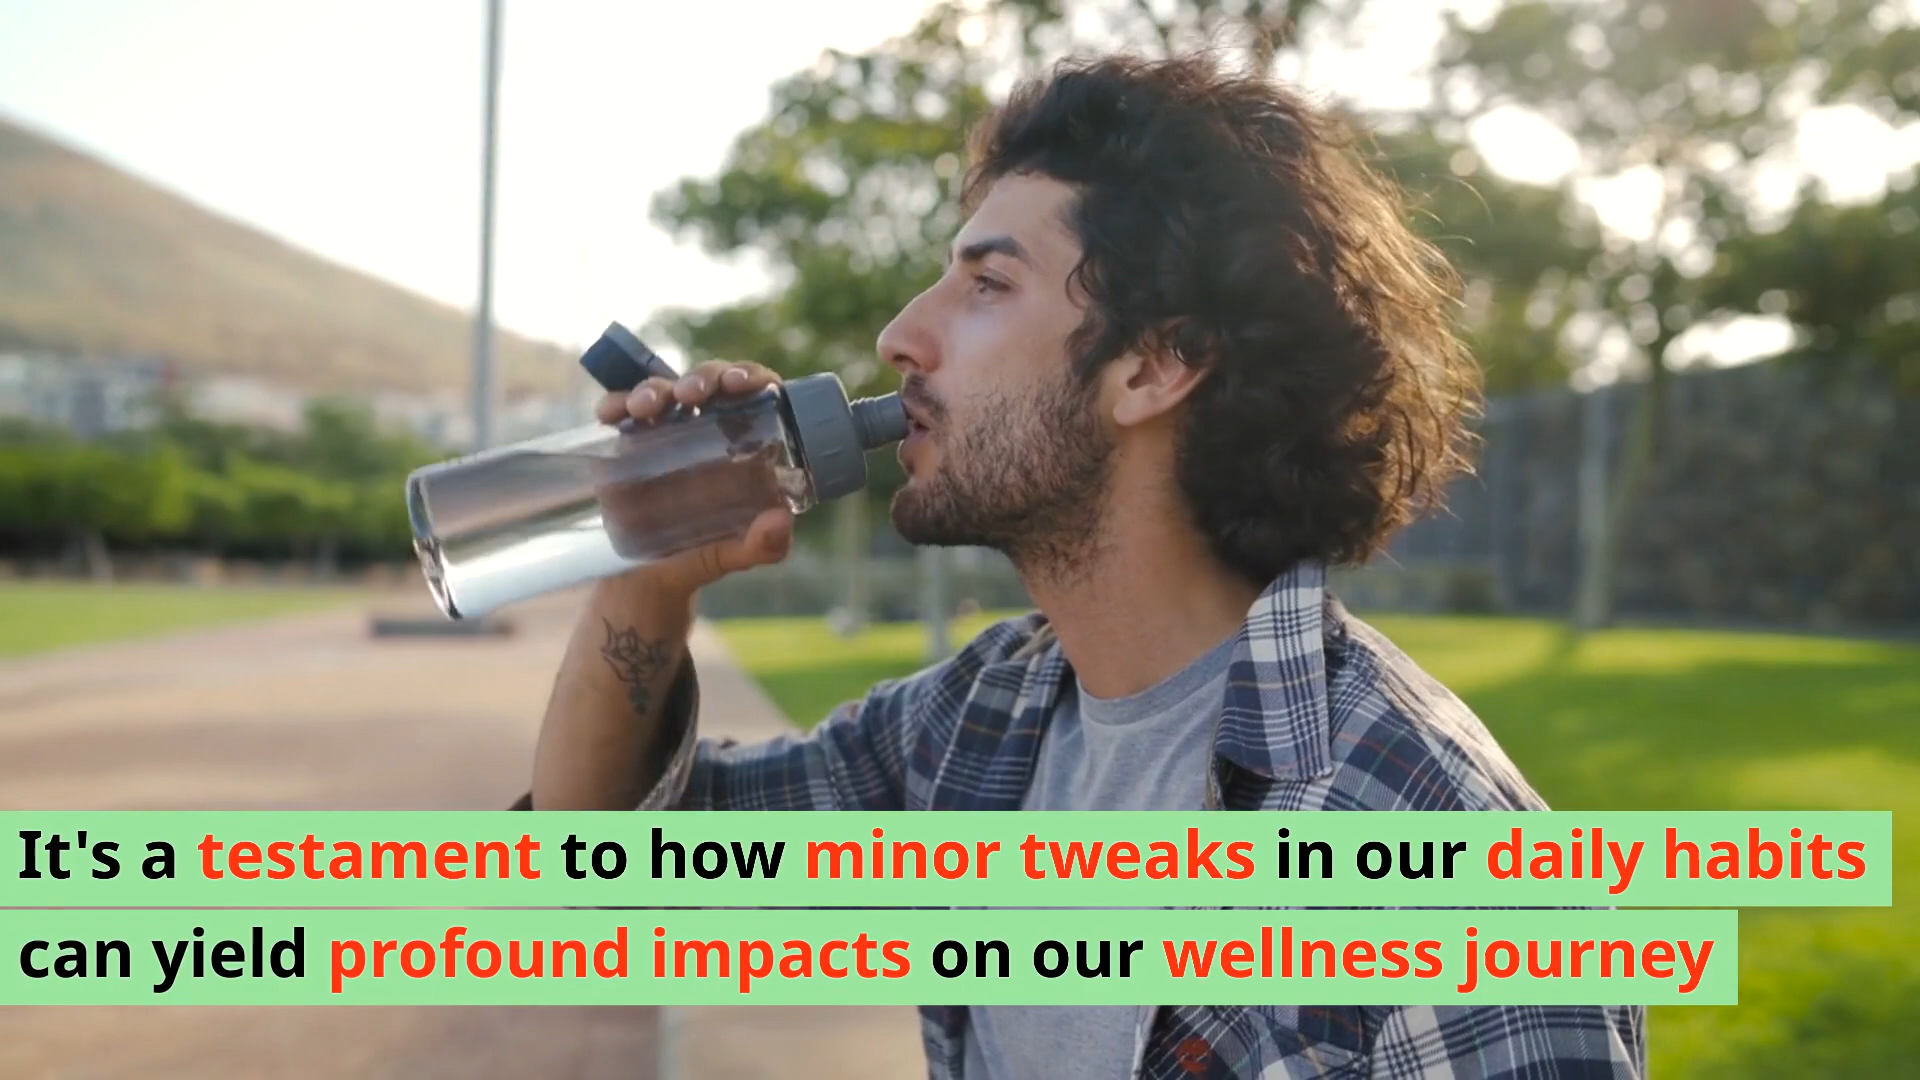 It's a testament to how minor tweaks in our daily habits
can yield profound impacts on our wellness journey